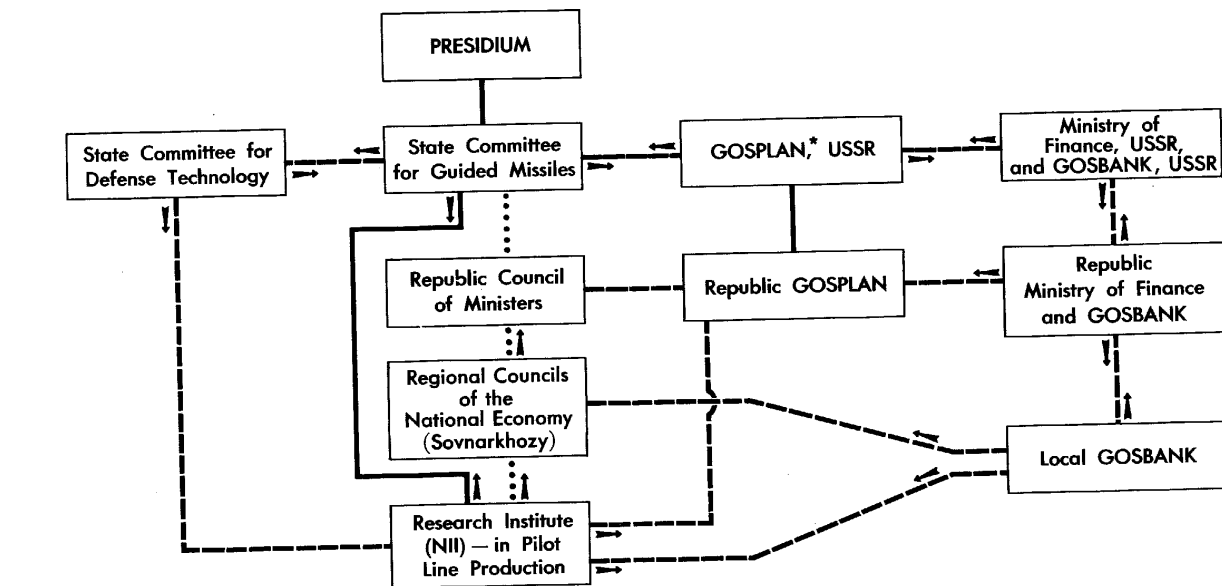 PRESIDIUM
State Committee for
Defense Technology
State Committee
for Guided Missiles
GOSPLAN,* USSR
Ministry of
Finance, USSR,
and GOSBANK, USSR
Republic Council
of Ministers
Republic GOSPLAN
Republic
Ministry of Finance
and GOSBANK
Regional Councils
of the
National Economy
(Sovnarkhozy)
Local GOSBANK
Research Institute
(NII) — in Pilot
Line Production